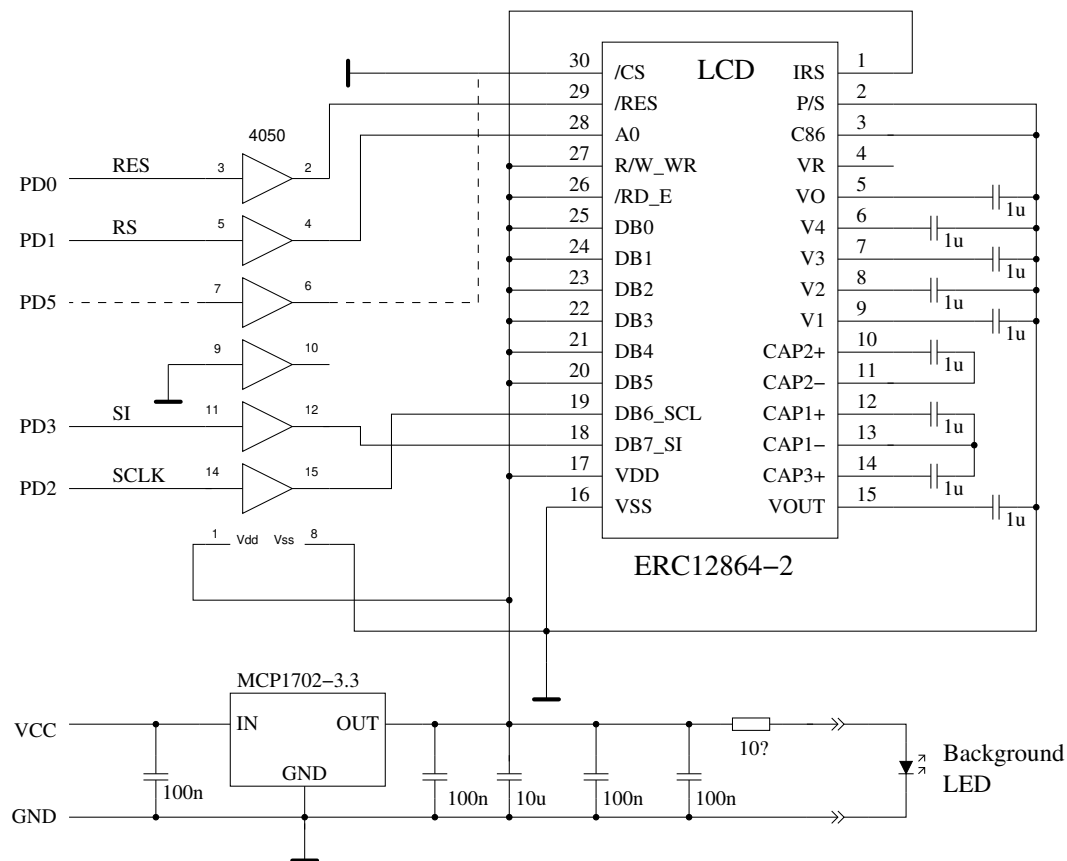 30 /CS LCD IRS 1
29 /RES P/S 2
4050 28 A0 C86 3
RES 3 2 27 R/W_WR VR 4
PD0
26 /RD_E VO 5 1u
RS 5 4 25 DB0 V4 6 1u
PD1
24 DB1 V3 7 1u
PD5 7 6 23 DB2 V2 8 1u
22 DB3 V1 9 1u
9 10 21 DB4 CAP2+ 10 1u
20 DB5 CAP2− 11
SI 11 12 19 DB6_SCL CAP1+ 12 1u
PD3
18 DB7_SI CAP1− 13
SCLK 14 15 17 VDD CAP3+ 14 1u
PD2
16 VSS VOUT 15 1u
1 Vdd Vss 8
ERC12864−2
MCP1702−3.3
VCC IN OUT
10?
GND
100n 100n 10u 100n 100n
Background
LED
GND